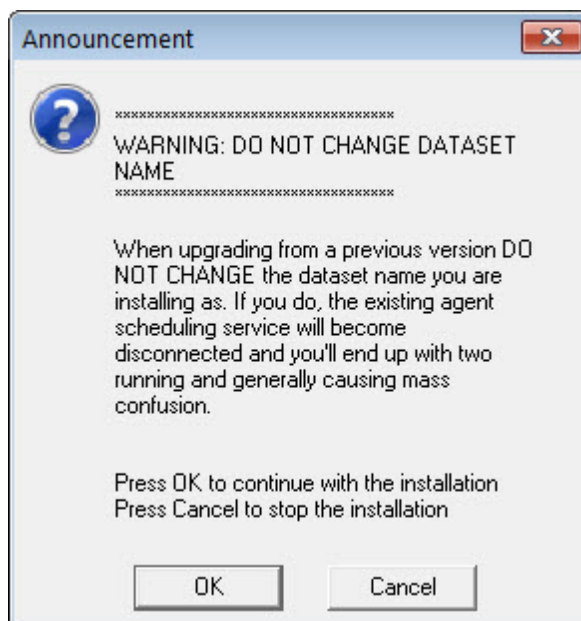 Announcement
***********************************
WARNING: DO NOT CHANGE DATASET
NAME
***********************************
When upgrading from a previous version DO
NOT CHANGE the dataset name you are
installing as. If you do, the existing agent
scheduling service will become
disconnected and you'll end up with two
running and generally causing mass
confusion.
Press OK to continue with the installation
Press Cancel to stop the installation
OK
Cancel